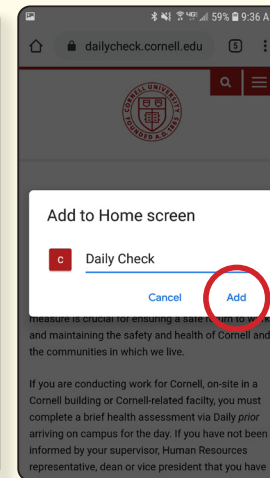 59% 9:36 A
dailycheck.cornell.edu 5
CORNELL UNIVERSITY
FOUNDED A.D. 1865
Add to Home screen
C Daily Check
Cancel Add
measure is crucial for ensuring a safe return to work
and maintaining the safety and health of Cornell and
the communities in which we live.
If you are conducting work for Cornell, on-site in a
Cornell building or Cornell-related facilty, you must
complete a brief health assessment via Daily prior
arriving on campus for the day. If you have not been
informed by your supervisor, Human Resources
representative, dean or vice president that you have